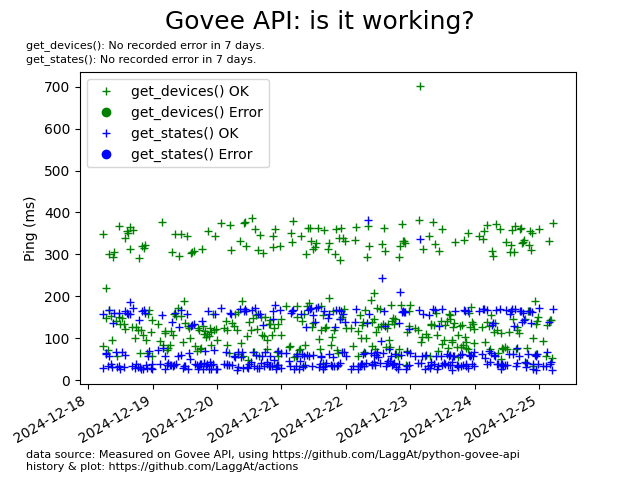 Govee API: is it working?
get_devices(): No recorded error in 7 days.
get_states(): No recorded error in 7 days.
get_devices() OK
get_devices() Error
get_states() OK
get_states() Error
Ping (ms)
700
600
500
400
300
200
100
0
2024-12-18
2024-12-19
2024-12-20
2024-12-21
2024-12-22
2024-12-23
2024-12-24
2024-12-25
data source: Measured on Govee API, using https://github.com/LaggAt/python-govee-api
history & plot: https://github.com/LaggAt/actions